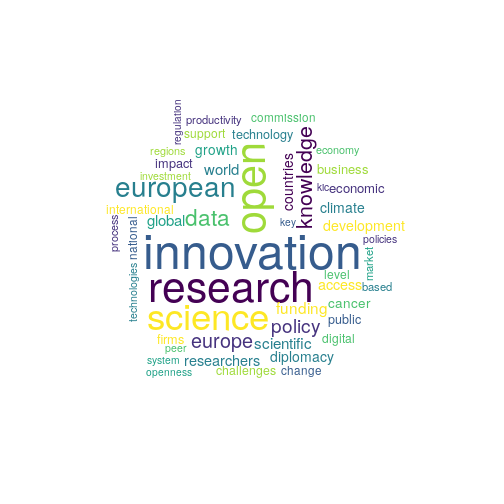 regulation
productivity
commission
support
technology
open
knowledge
regions
growth
economy
impact
countries
world
business
investment
european
kic
economic
international
global
data
climate
key
development
process
national
policies
innovation
market
technologies
level
based
research
access
cancer
science
funding
public
policy
firms
europe
scientific
digital
peer
system
researchers
diplomacy
openness
challenges
change